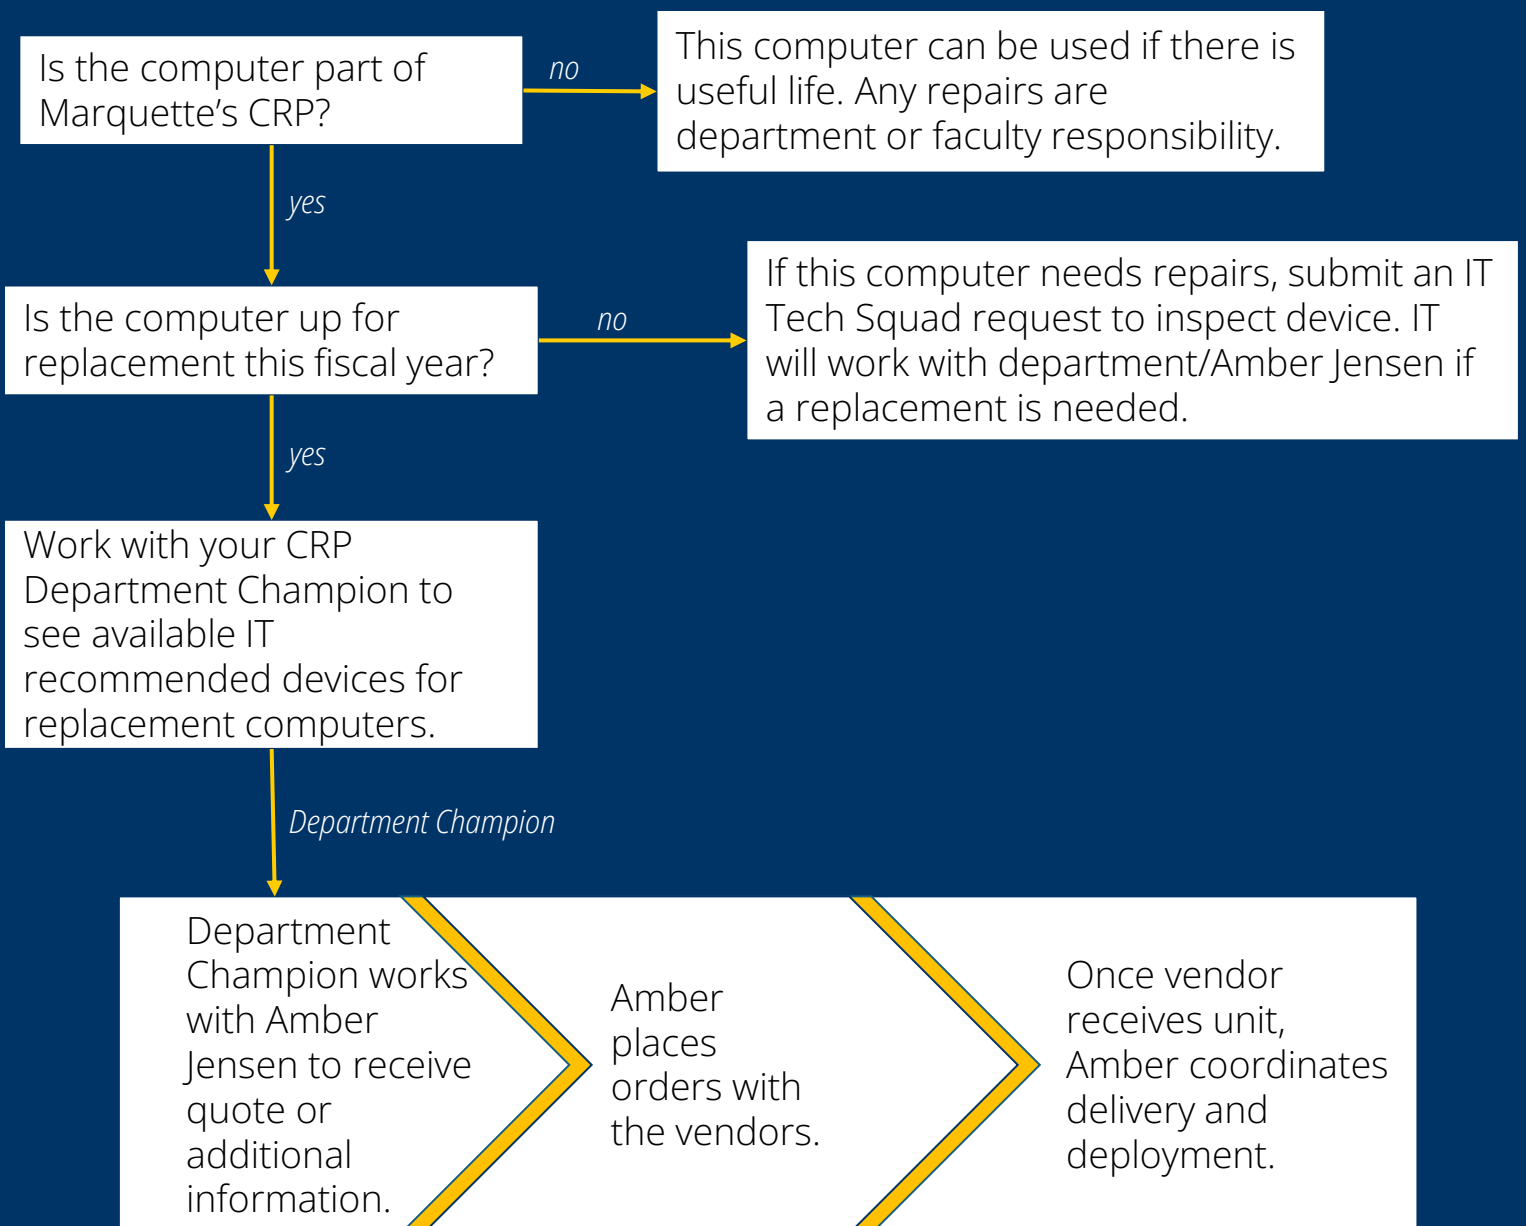 Is the computer part of
Marquette's CRP?
no
This computer can be used if there is
useful life. Any repairs are
department or faculty responsibility.
yes
Is the computer up for
replacement this fiscal year?
no
If this computer needs repairs, submit an IT
Tech Squad request to inspect device. IT
will work with department/Amber Jensen if
a replacement is needed.
yes
Work with your CRP
Department Champion to
see available IT
recommended devices for
replacement computers.
Department Champion
Department
Champion works
with Amber
Jensen to receive
quote or
additional
information.
Amber
places
orders with
the vendors.
Once vendor
receives unit,
Amber coordinates
delivery and
deployment.